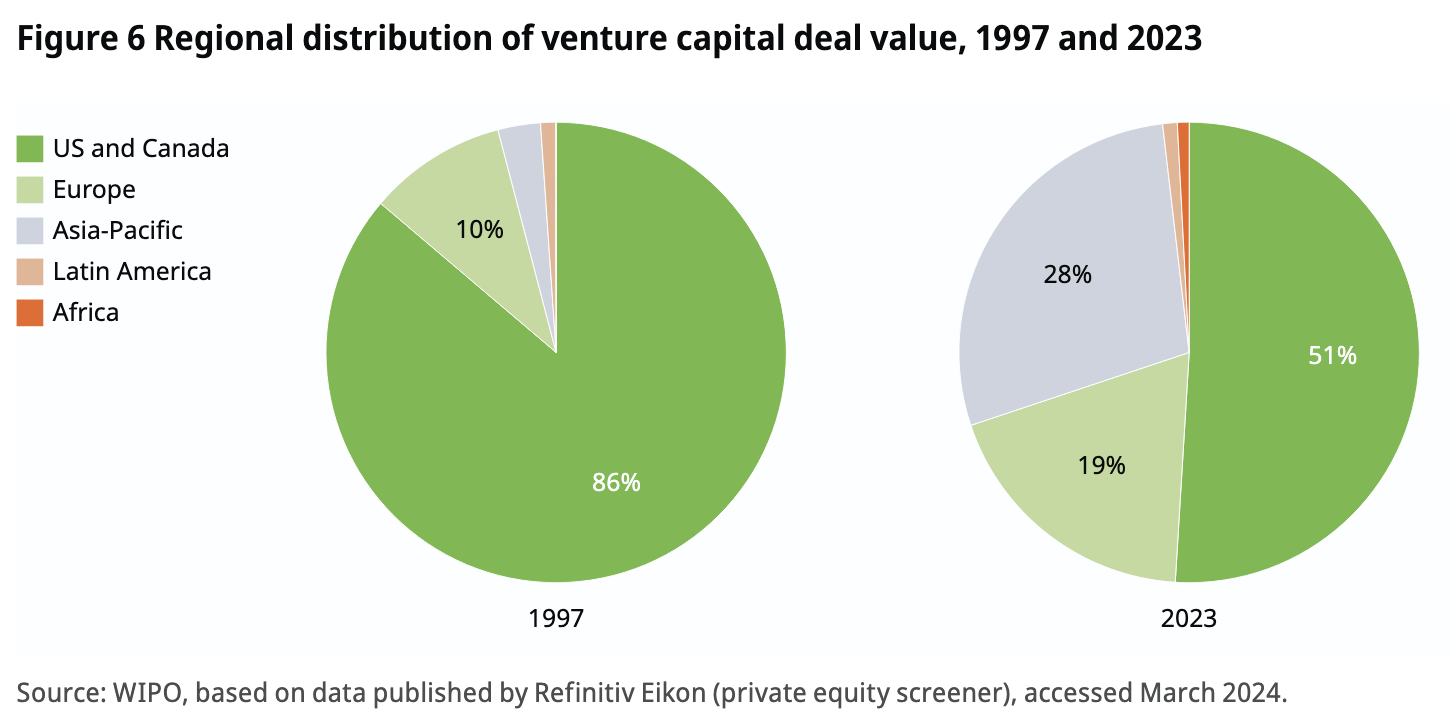 Figure 6 Regional distribution of venture capital deal value, 1997 and 2023
US and Canada
Europe
Asia-Pacific
Latin America
Africa
10%
86%
1997
28%
51%
19%
2023
Source: WIPO, based on data published by Refinitiv Eikon (private equity screener), accessed March 2024.